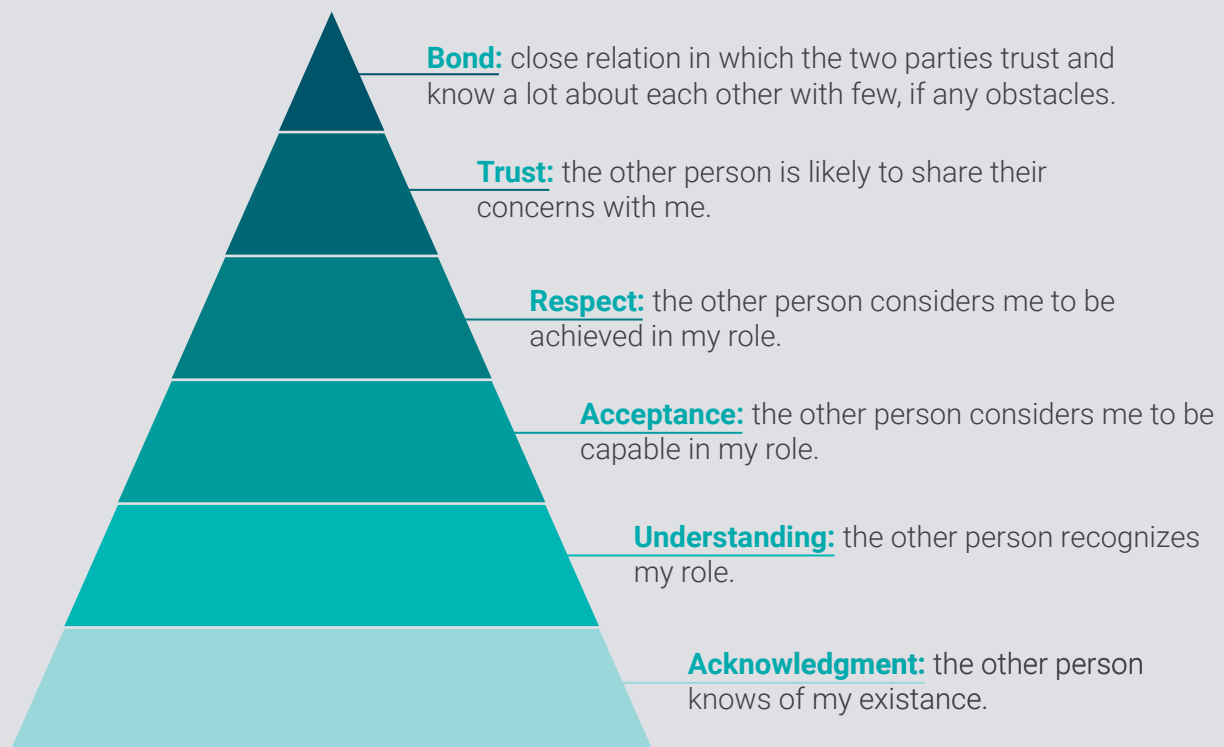 Bond: close relation in which the two parties trust and
know a lot about each other with few, if any obstacles.
Trust: the other person is likely to share their
concerns with me.
Respect: the other person considers me to be
achieved in my role.
Acceptance: the other person considers me to be
capable in my role.
Understanding: the other person recognizes
my role.
Acknowledgment: the other person
knows of my existance.